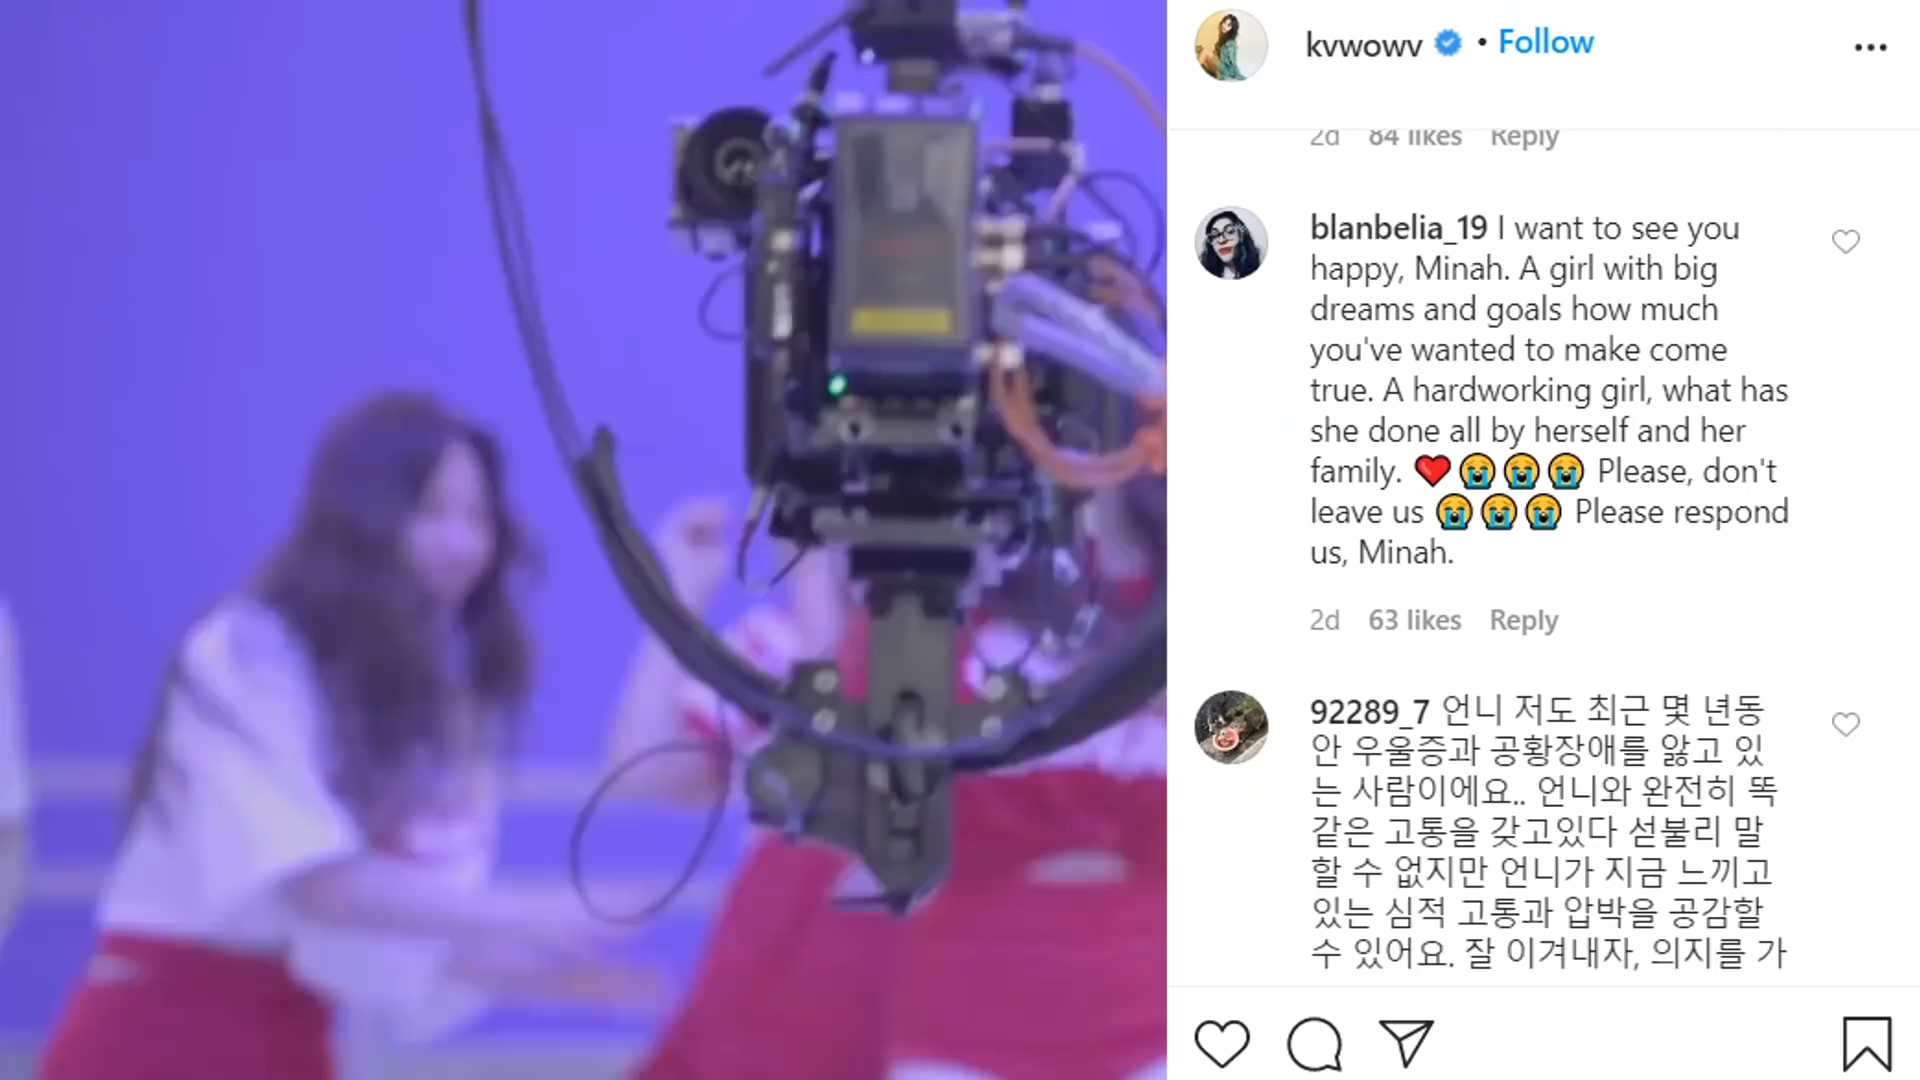 kvwowv • Follow
2d 84 likes Reply
blanbelia_19 I want to see you
happy, Minah. A girl with big
dreams and goals how much
you've wanted to make come
true. A hardworking girl, what has
she done all by herself and her
family. ❤️😭😭😭 Please, don't
leave us 😭😭😭 Please respond
us, Minah.
2d 63 likes Reply
92289_7 언니 저도 최근 몇 년동
안 우울증과 공황장애를 앓고 있
는 사람이에요.. 언니와 완전히 똑
같은 고통을 갖고있다 섣불리 말
할 수 없지만 언니가 지금 느끼고
있는 심적 고통과 압박을 공감할
수 있어요. 잘 이겨내자, 의지를 가